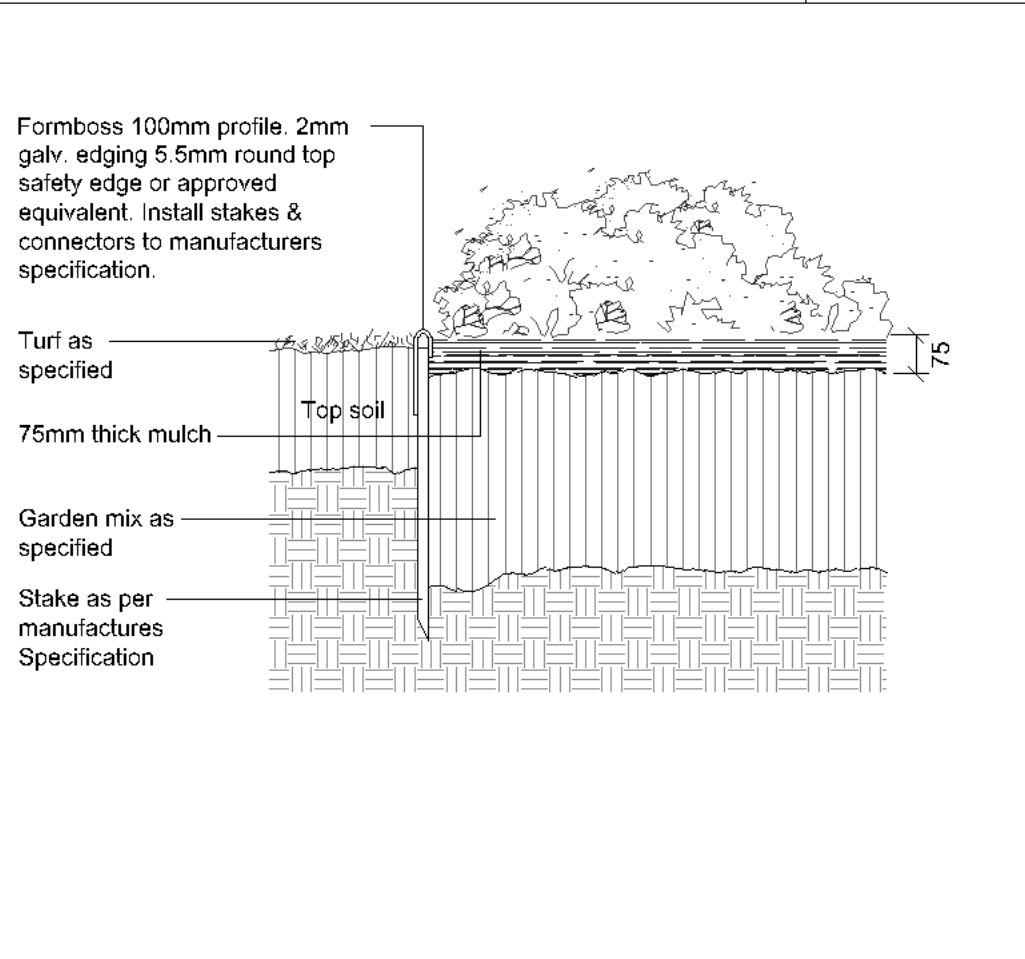 Formboss 100mm profile. 2mm
galv. edging 5.5mm round top
safety edge or approved
equivalent. Install stakes &
connectors to manufacturers
specification.
Turf as
specified
75
Top soil
75mm thick mulch
Garden mix as
specified
Stake as per
manufactures
Specification